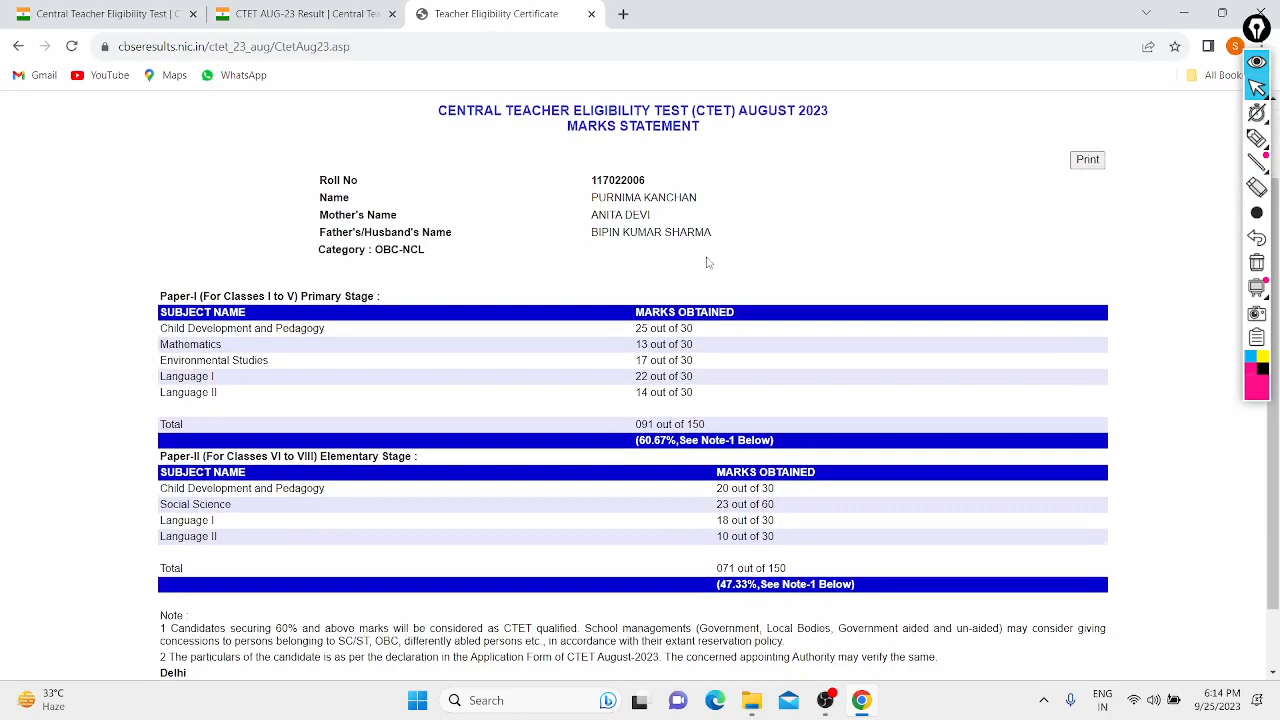 Central Teacher Eligibility Test |
CTET AUG-23 Result | Central Tea
Teacher Eligibility Certificate
cbseresults.nic.in/ctet_23_aug/CtetAug23.asp
S
Gmail
YouTube
Maps
WhatsApp
All Book
CENTRAL TEACHER ELIGIBILITY TEST (CTET) AUGUST 2023
MARKS STATEMENT
Print
Roll No 117022006
Name PURNIMA KANCHAN
Mother's Name ANITA DEVI
Father's/Husband's Name BIPIN KUMAR SHARMA
Category : OBC-NCL
Paper-I (For Classes I to V) Primary Stage :
SUBJECT NAME MARKS OBTAINED
Child Development and Pedagogy 25 out of 30
Mathematics 13 out of 30
Environmental Studies 17 out of 30
Language I 22 out of 30
Language II 14 out of 30
Total 091 out of 150
(60.67%,See Note-1 Below)
Paper-II (For Classes VI to VIII) Elementary Stage :
SUBJECT NAME MARKS OBTAINED
Child Development and Pedagogy 20 out of 30
Social Science 23 out of 60
Language I 18 out of 30
Language II 10 out of 30
Total 071 out of 150
(47.33%,See Note-1 Below)
Note :
1 Candidates securing 60% and above marks will be considered as CTET qualified. School managements (Government, Local Bodies, Government aided and un-aided) may consider giving
concessions to persons belonging to SC/ST, OBC, differently abled persons etc., in accordance with their extant reservation policy.
2 The particulars of the candidate is as per the declaration in the Application Form of CTET August-2023. The concerned appointing Authority may verify the same.
Delhi
33°C
Haze
Search
ENG
IN
6:14 PM
9/25/2023